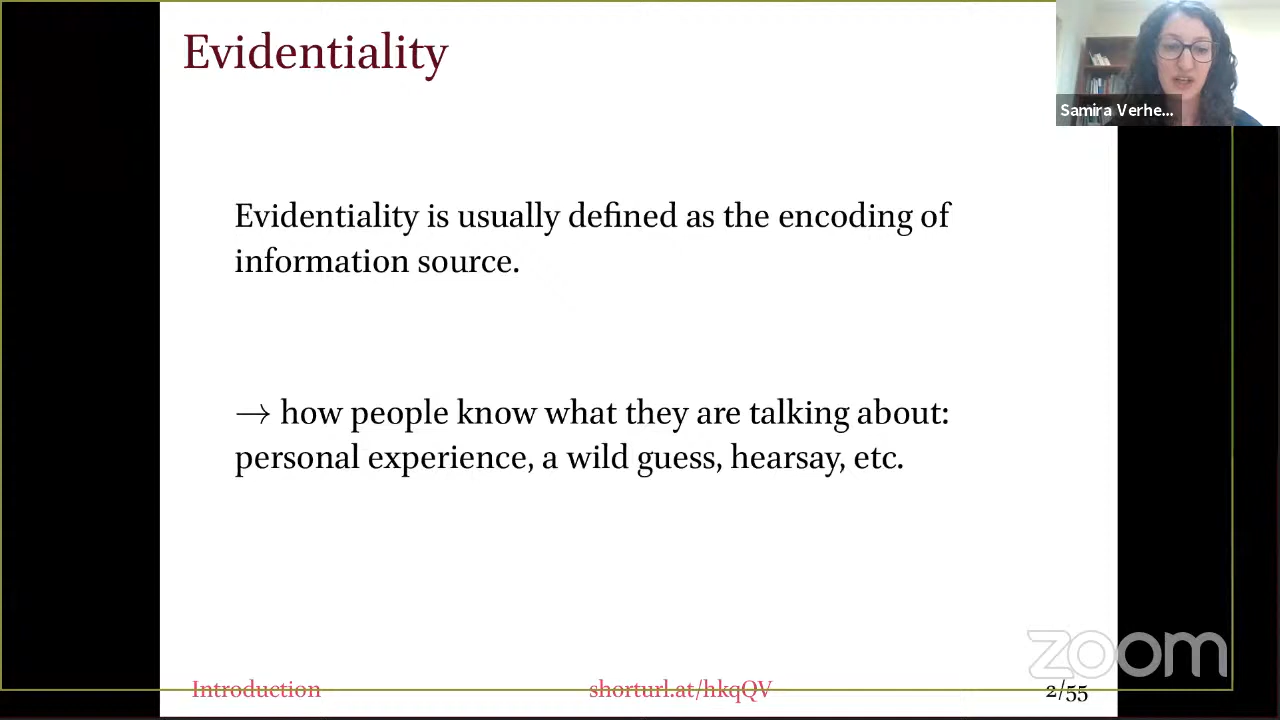 Evidentiality
Samira Verhe...
Evidentiality is usually defined as the encoding of
information source.
→ how people know what they are talking about:
personal experience, a wild guess, hearsay, etc.
zoom
Introduction
shorturl.at/hkqQV
2/55